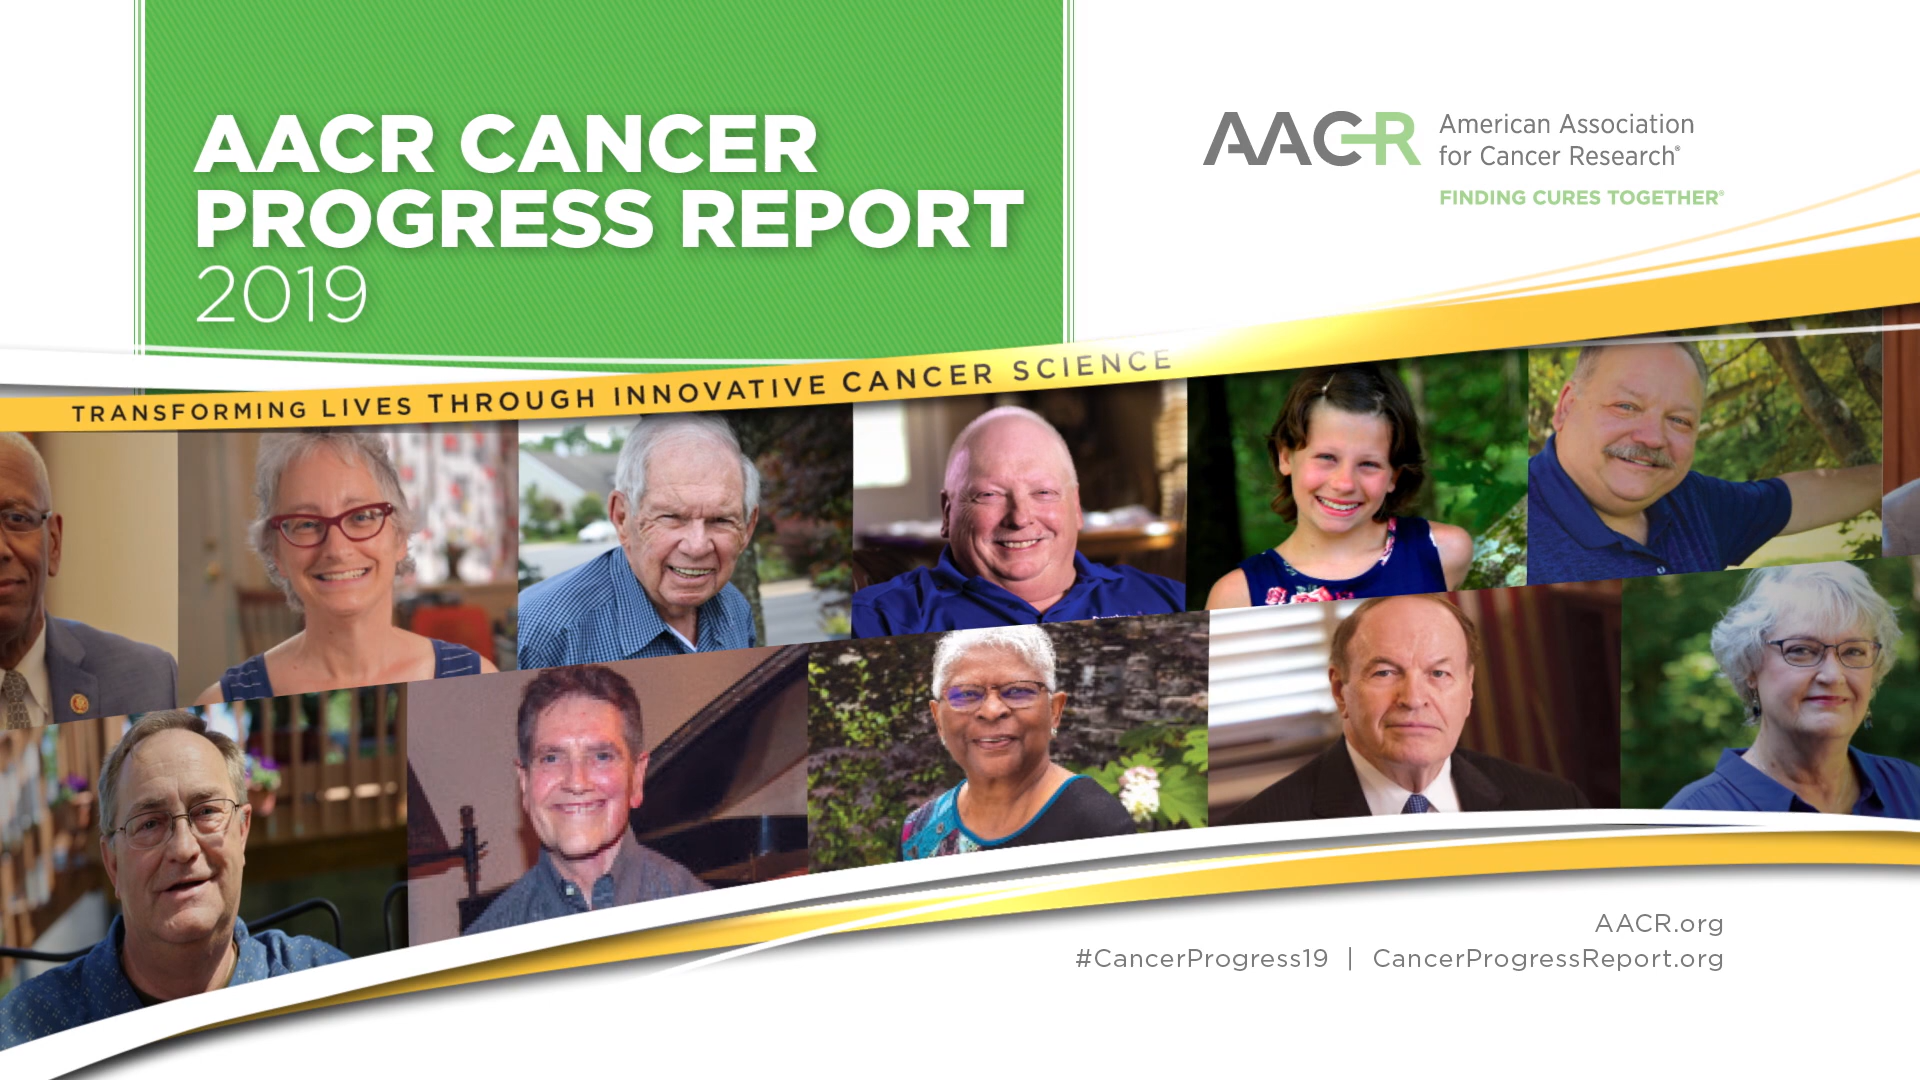 AACR CANCER
PROGRESS REPORT
2019
AACR
American Association
for Cancer Research®
FINDING CURES TOGETHER®
TRANSFORMING LIVES THROUGH INNOVATIVE CANCER SCIENCE
AACR.org
#CancerProgress19 | CancerProgressReport.org